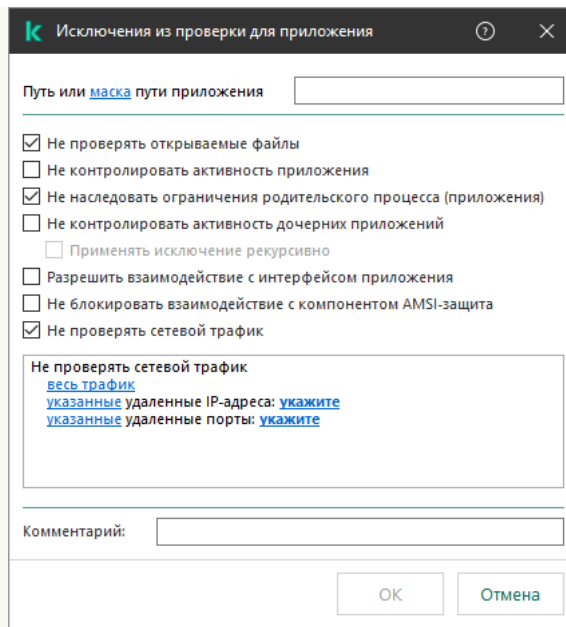 Исключения из проверки для приложения
Путь или маска пути приложения
Не проверять открываемые файлы
Не контролировать активность приложения
Не наследовать ограничения родительского процесса (приложения)
Не контролировать активность дочерних приложений
Применять исключение рекурсивно
Разрешить взаимодействие с интерфейсом приложения
Не блокировать взаимодействие с компонентом AMSI-защита
Не проверять сетевой трафик
Не проверять сетевой трафик
весь трафик
указанные удаленные IP-адреса: укажите
указанные удаленные порты: укажите
Комментарий:
ОК
Отмена